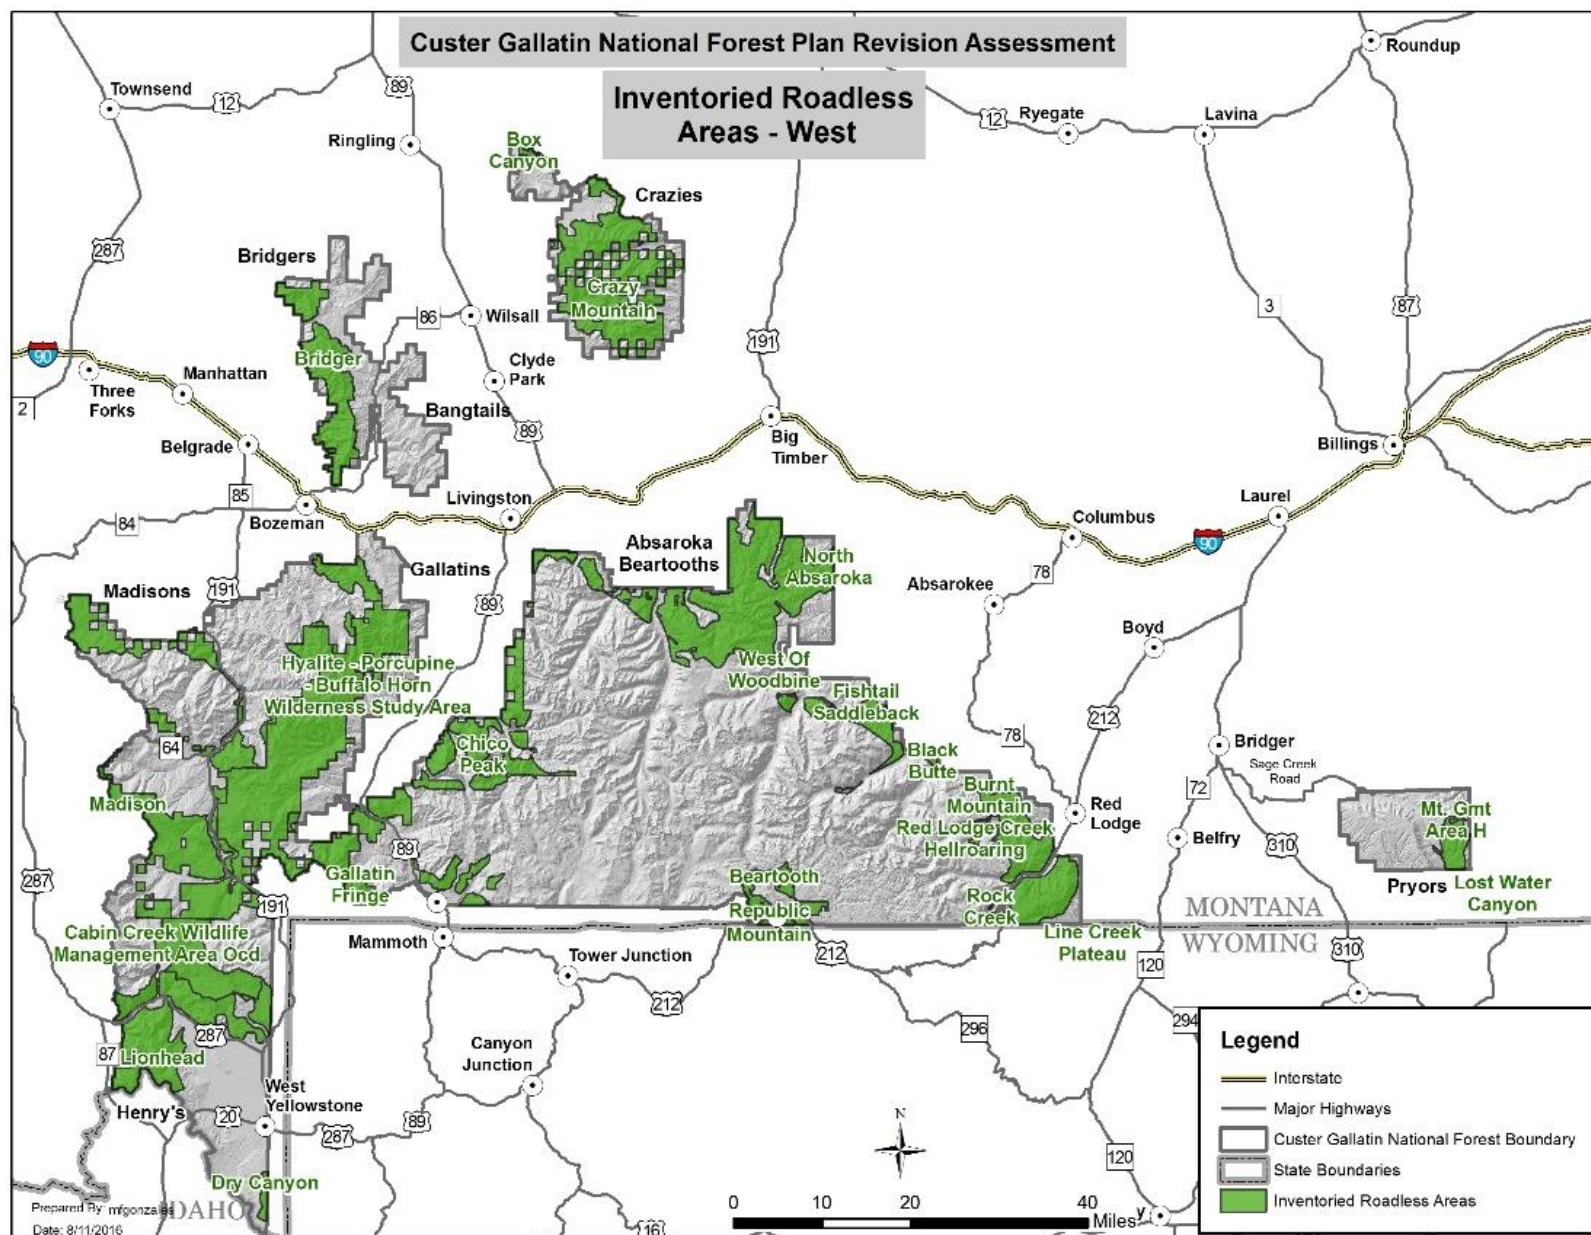 Custer Gallatin National Forest Plan Revision Assessment
Inventoried Roadless
Areas - West
Townsend
12
89
Ringling
Box
Canyon
Crazies
12
Ryegate
Lavina
Roundup
287
Bridgers
Crazy
Mountain
86
Wilsall
191
3
87
90
Bridger
Manhattan
Clyde
Park
Three
Forks
2
Bangtails
Belgrade
89
Big
Timber
Billings
85
Livingston
Laurel
84
Bozeman
Columbus
90
Absaroka
Beartooths
North
Absaroka
Gallatins
Madisons
191
89
78
Absarokee
Boyd
Hyalite - Porcupine
- Buffalo Horn
Wilderness Study Area
West Of
Woodbine
Fishtail
Saddleback
212
64
Chico
Peak
78
Black
Butte
Bridger
Sage Creek
Road
Madison
Burnt
Mountain
Red Lodge Creek
Hellroaring
Red
Lodge
72
Mt. Gmt
Area H
Belfry
310
89
287
Gallatin
Fringe
Beartooth
Pryors
Lost Water
Canyon
191
Rock
Creek
Republic
Mountain
MONTANA
WYOMING
Cabin Creek Wildlife
Management Area Ocd
Mammoth
Line Creek
Plateau
212
310
Tower Junction
120
212
296
294
287
Canyon
Junction
87
Lionhead
West
Yellowstone
Henry's
20
287
89
120
Dry Canyon
IDAHO
16
N
0 10 20 40
Miles
y
Prepared By: mfgonzales
Date: 8/11/2016
Legend
Interstate
Major Highways
Custer Gallatin National Forest Boundary
State Boundaries
Inventoried Roadless Areas